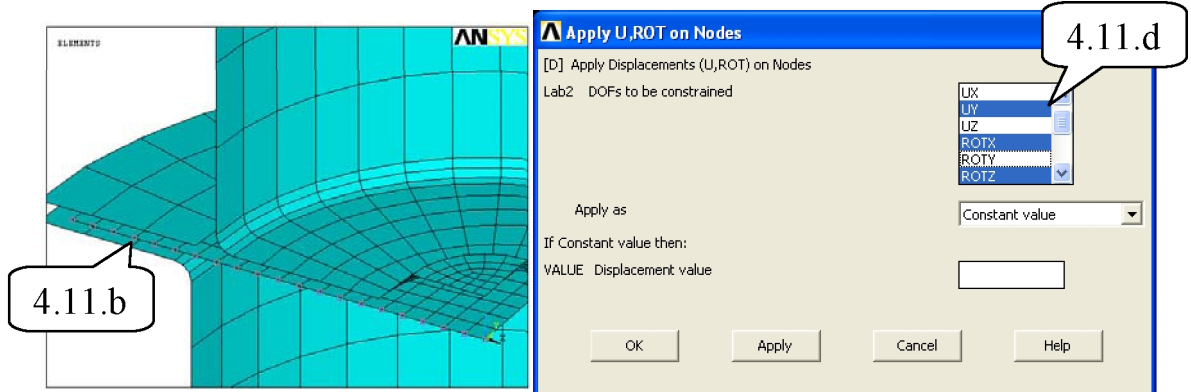 ELEMENTS
ANSYS
4.11.b
Apply U,ROT on Nodes
4.11.d
[D] Apply Displacements (U,ROT) on Nodes
Lab2 DOFs to be constrained
UX
UY
UZ
ROTX
ROTY
ROTZ
Apply as
Constant value
If Constant value then:
VALUE Displacement value
OK
Apply
Cancel
Help